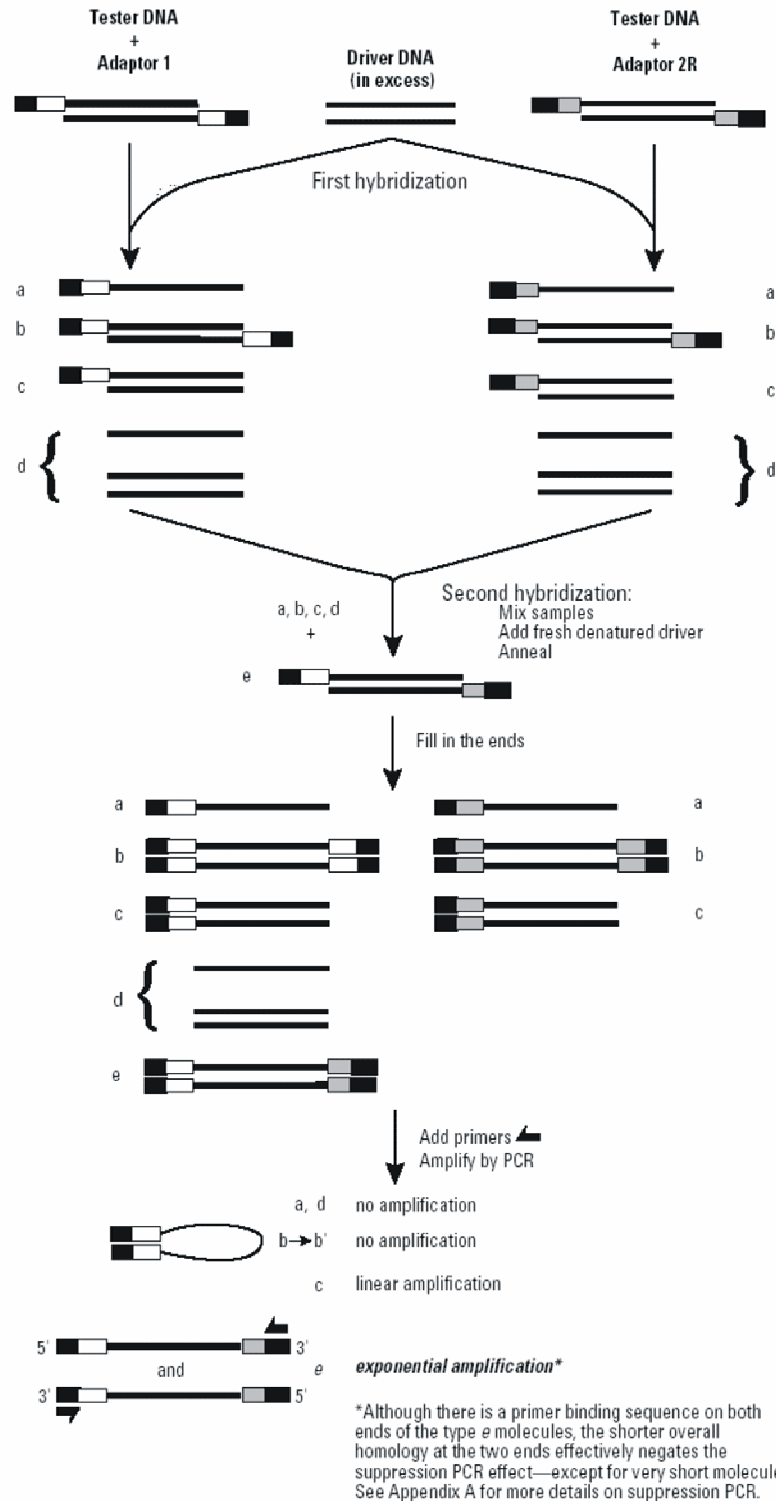 Tester DNA
+
Adaptor 1
Driver DNA
(in excess)
Tester DNA
+
Adaptor 2R
First hybridization
a
b
c
d
a
b
c
d
Second hybridization:
Mix samples
Add fresh denatured driver
Anneal
a, b, c, d
+
e
Fill in the ends
a
b
c
d
e
a
b
c
Add primers
Amplify by PCR
a, d no amplification
b b' no amplification
c linear amplification
5' 3'
and
3' 5'
e exponential amplification*
*Although there is a primer binding sequence on both
ends of the type e molecules, the shorter overall
homology at the two ends effectively negates the
suppression PCR effect—except for very short molecule
See Appendix A for more details on suppression PCR.